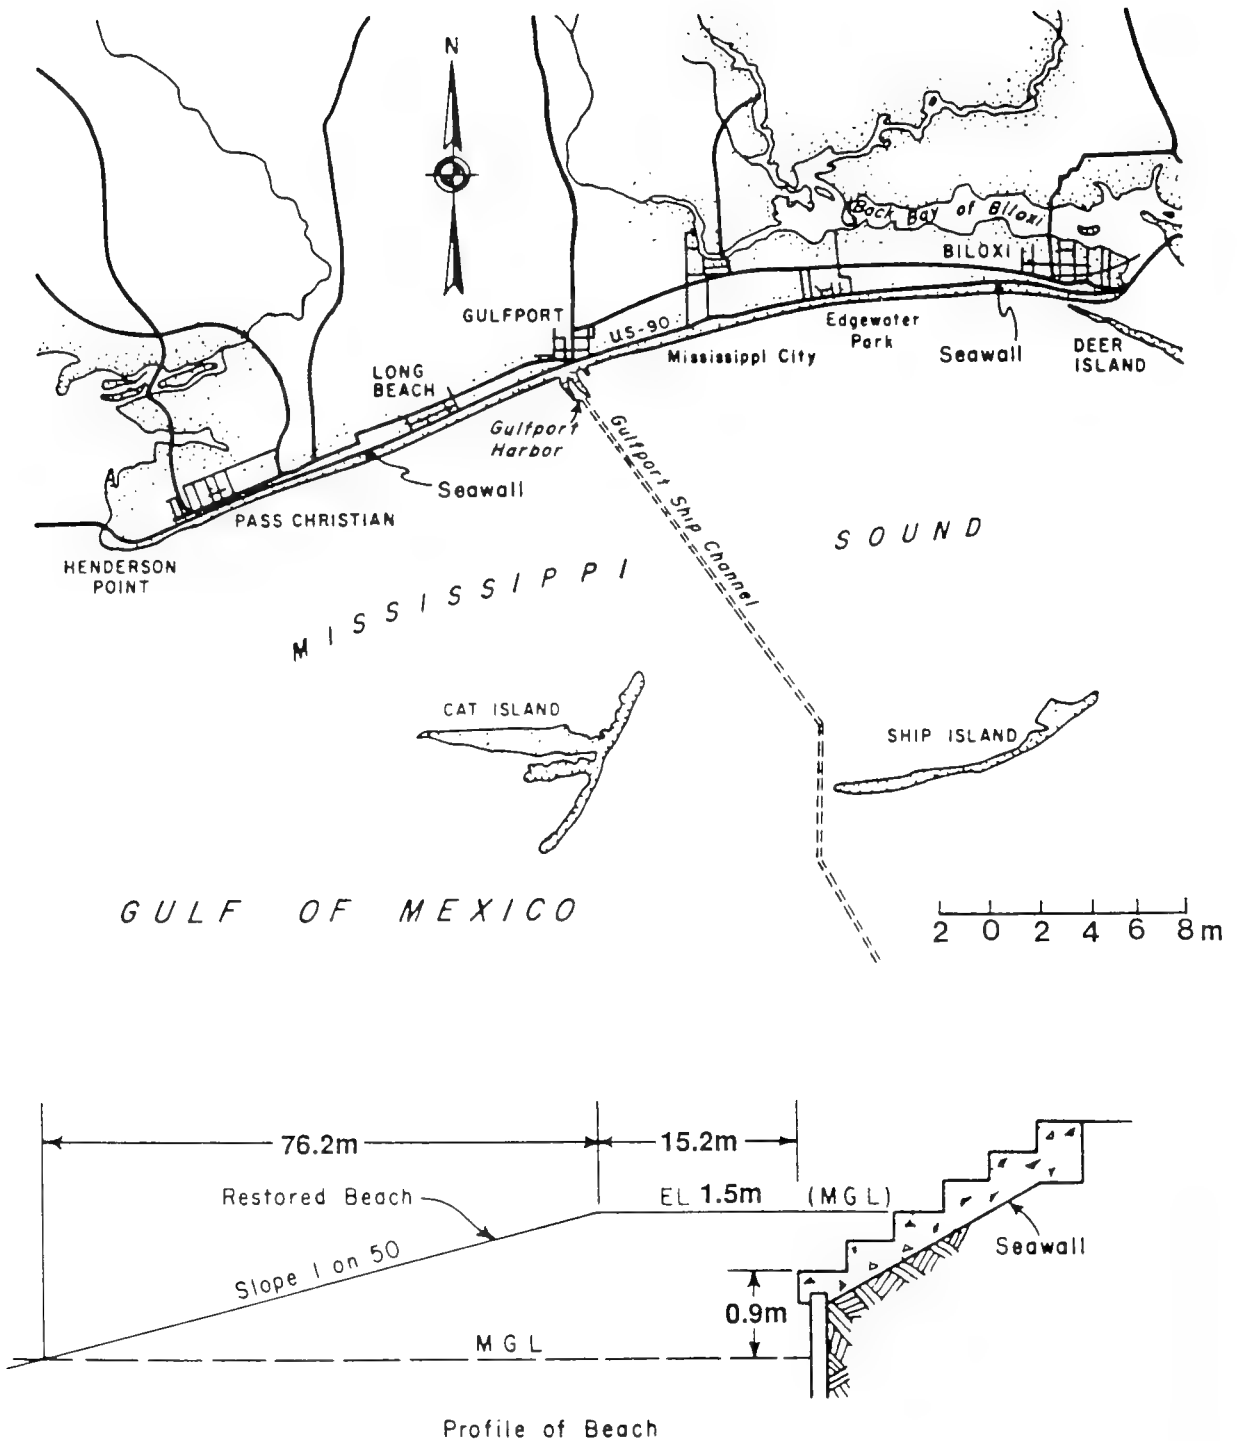 N
Back Bay of Biloxi
BILOXI
GULFPORT
US-90
Edgewater
Park
Mississippi City
Seawall
DEER
ISLAND
LONG
BEACH
Gulfport
Harbor
Gulfport Ship Channel
Seawall
PASS CHRISTIAN
HENDERSON
POINT
MISSISSIPPI
SOUND
CAT ISLAND
SHIP ISLAND
GULF OF MEXICO
2 0 2 4 6 8 m
76.2m
15.2m
Restored Beach
EL 1.5m (MGL)
Slope 1 on 50
Seawall
0.9m
MGL
Profile of Beach